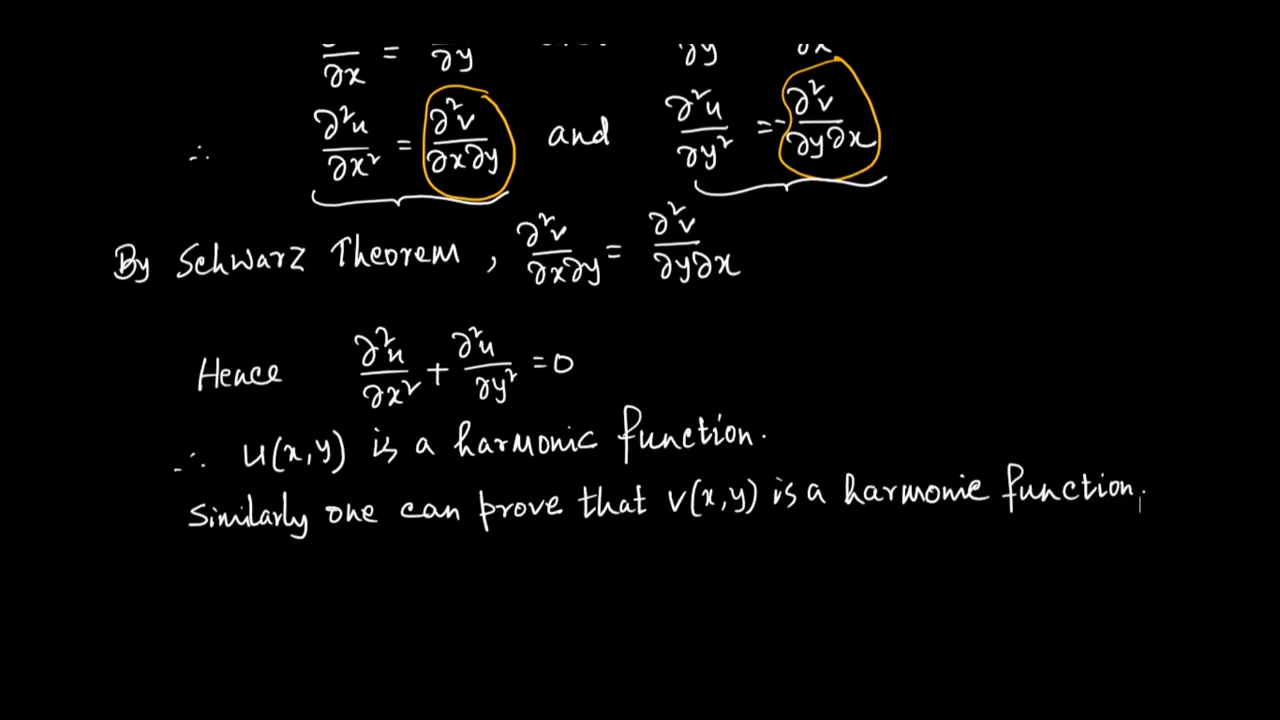 ∂x = ∂y ∂y ∂x
∴ ∂²u/∂x² = ∂²v/∂x∂y and ∂²u/∂y² = -∂²v/∂y∂x
By Schwarz Theorem, ∂²v/∂x∂y = ∂²v/∂y∂x
Hence ∂²u/∂x² + ∂²u/∂y² = 0
∴ u(x,y) is a harmonic function.
Similarly one can prove that v(x,y) is a harmonic function.